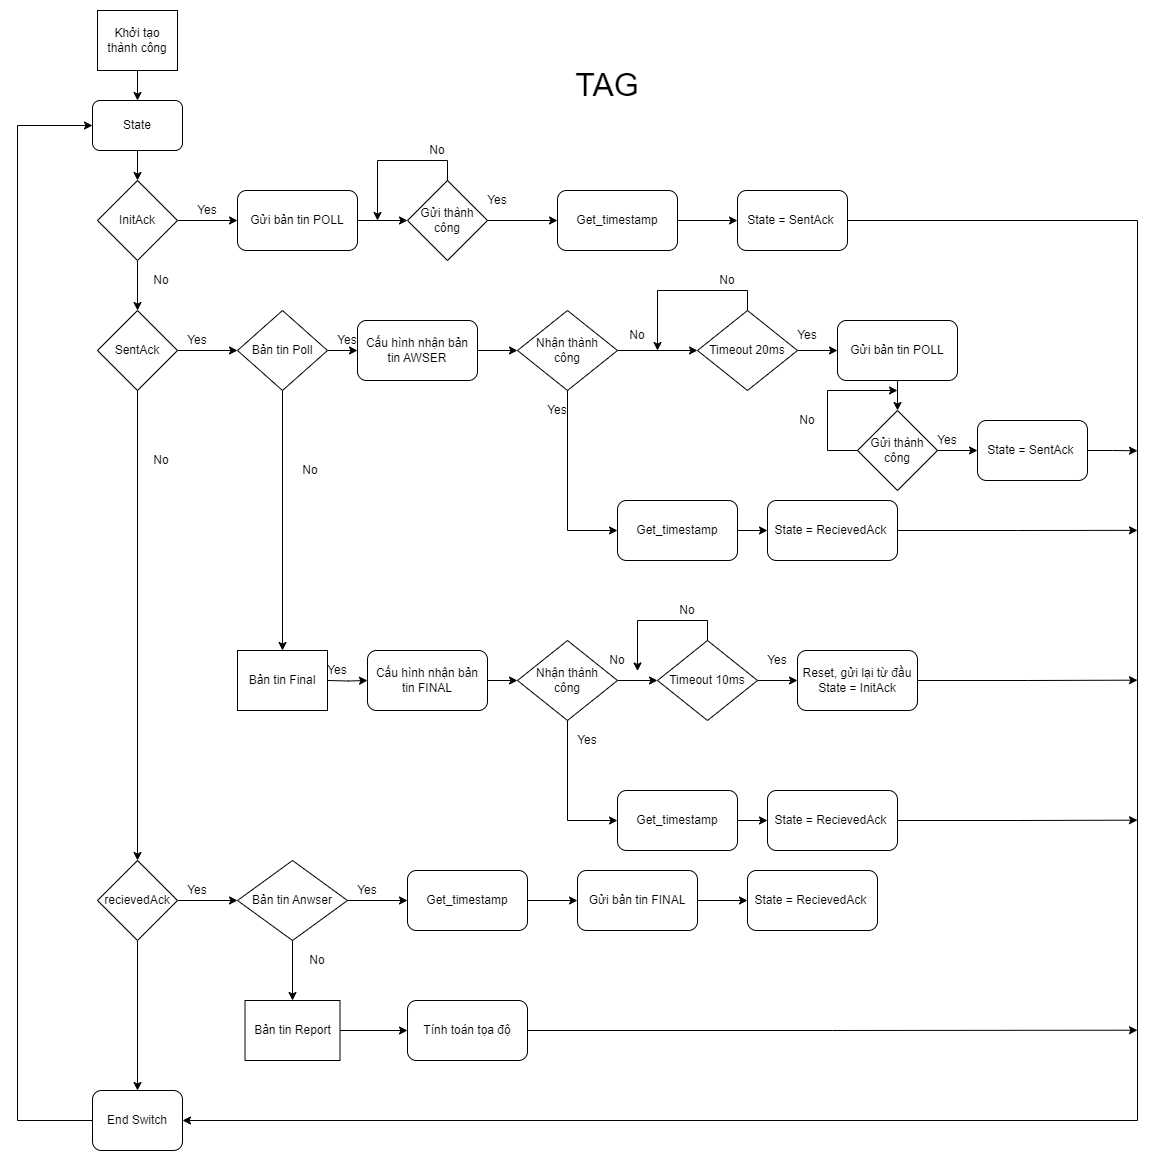 Khởi tạo
thành công
TAG
State
No
InitAck
Yes
Gửi bản tin POLL
Gửi thành
công
Yes
Get_timestamp
State = SentAck
No
No
SentAck
Yes
Bản tin Poll
Yes
Cấu hình nhận bản
tin AWSER
Nhận thành
công
No
Timeout 20ms
Yes
Gửi bản tin POLL
Yes
No
Gửi thành
công
Yes
State = SentAck
No
No
Get_timestamp
State = RecievedAck
No
Bản tin Final
Yes
Cấu hình nhận bản
tin FINAL
Nhận thành
công
No
Timeout 10ms
Yes
Reset, gửi lại từ đầu
State = InitAck
Yes
Get_timestamp
State = RecievedAck
recievedAck
Yes
Bản tin Anwser
Yes
Get_timestamp
Gửi bản tin FINAL
State = RecievedAck
No
Bản tin Report
Tính toán tọa độ
End Switch